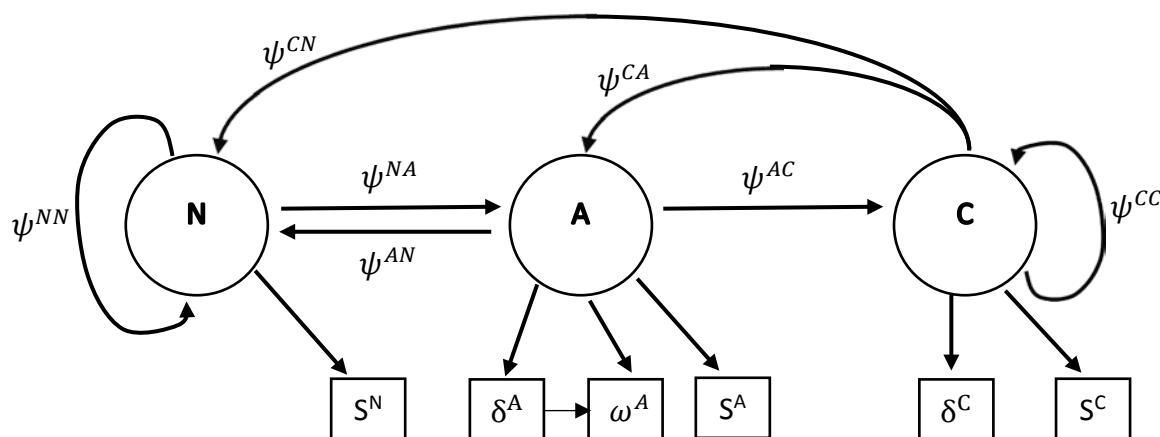 ψ^{CN}
ψ^{CA}
ψ^{NA}
ψ^{AC}
N
A
C
ψ^{NN}
ψ^{CC}
ψ^{AN}
S^N
δ^A
ω^A
S^A
δ^C
S^C